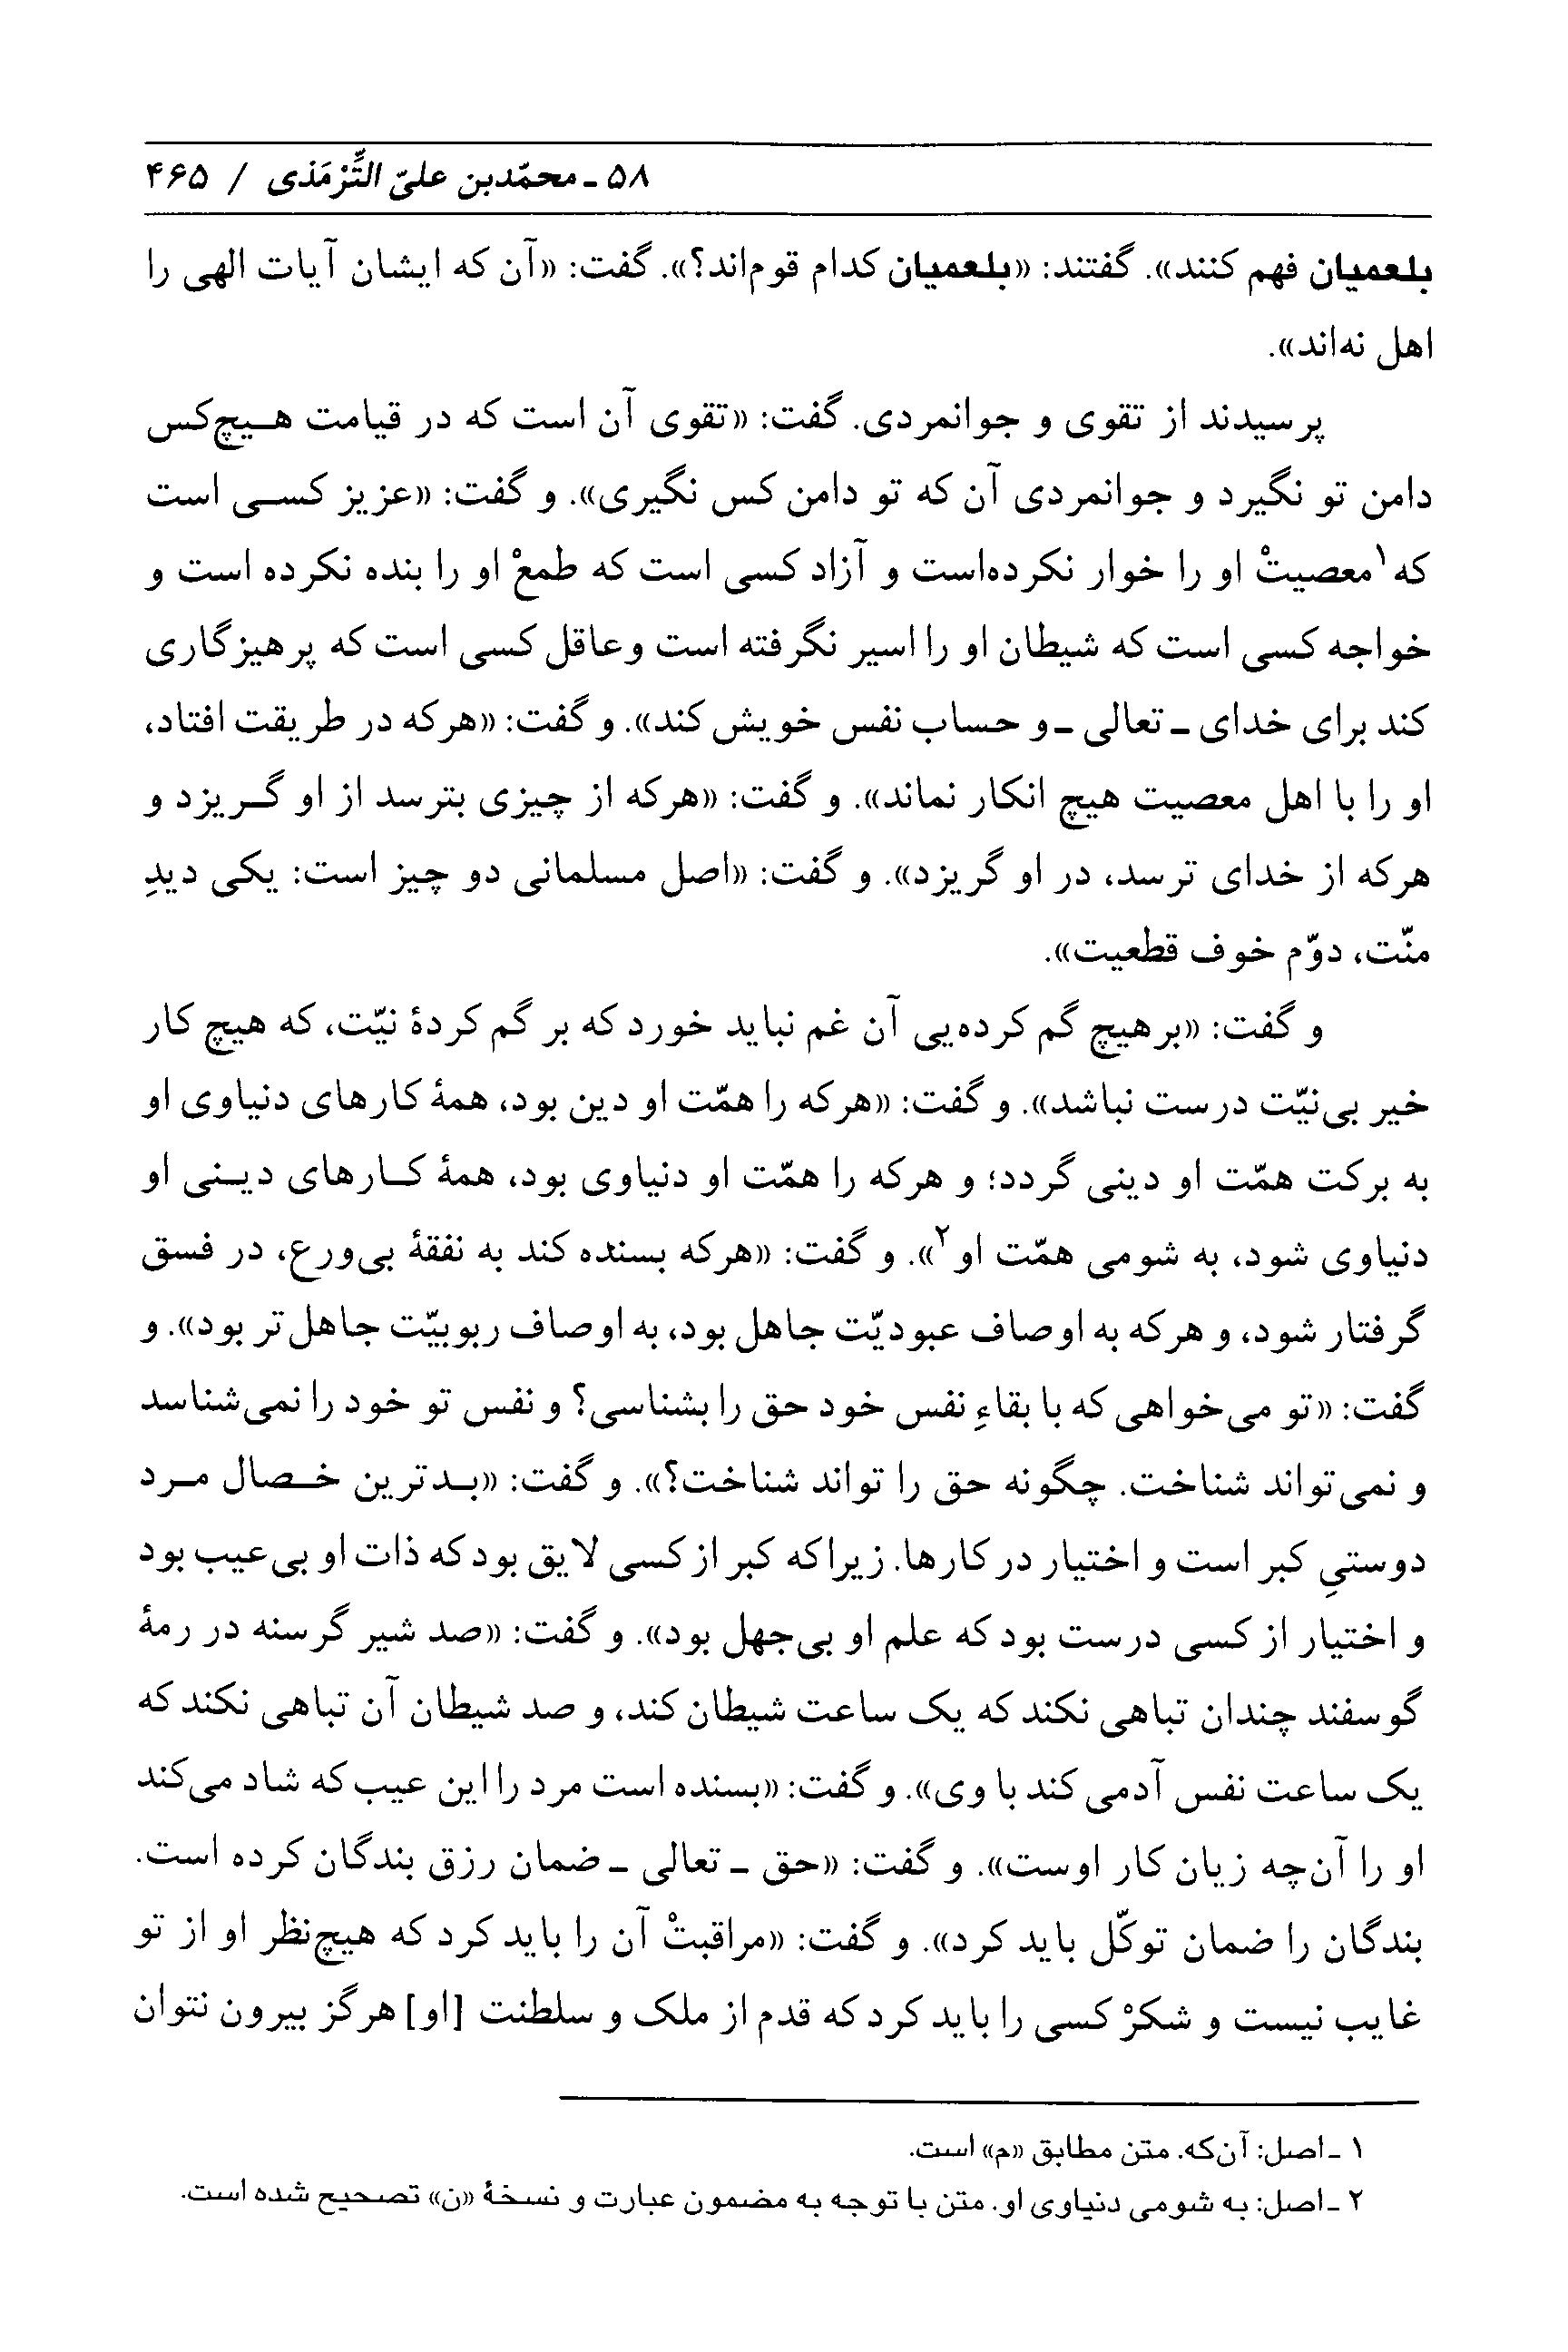 ۵۸ ـ محمّدبن علیّ التِّرْمَذی / ۴۶۵
بلعمیان فهم کنند». گفتند: «بلعمیان کدام قوم‌اند؟». گفت: «آن که ایشان آیات الهی را
اهل نه‌اند».
پرسیدند از تقوی و جوانمردی. گفت: «تقوی آن است که در قیامت هیچ‌کس
دامن تو نگیرد و جوانمردی آن که تو دامن کس نگیری». و گفت: «عزیز کسی است
که۱ معصیتْ او را خوار نکرده‌است و آزاد کسی است که طمعْ او را بنده نکرده است و
خواجه کسی است که شیطان او را اسیر نگرفته است و عاقل کسی است که پرهیزگاری
کند برای خدای ـ تعالی ـ و حساب نفس خویش کند». و گفت: «هرکه در طریقت افتاد،
او را با اهل معصیت هیچ انکار نماند». و گفت: «هرکه از چیزی بترسد از او گریزد و
هرکه از خدای ترسد، در او گریزد». و گفت: «اصل مسلمانی دو چیز است: یکی دیدِ
منّت، دوّم خوف قطعیت».
و گفت: «برهیچ گم کرده‌یی آن غم نباید خورد که بر گم کردهٔ نیّت، که هیچ کار
خیر بی‌نیّت درست نباشد». و گفت: «هرکه را همّت او دین بود، همهٔ کارهای دنیاوی او
به برکت همّت او دینی گردد؛ و هرکه را همّت او دنیاوی بود، همهٔ کارهای دینی او
دنیاوی شود، به شومی همّت او۲». و گفت: «هرکه بسنده کند به نفقهٔ بی‌ورع، در فسق
گرفتار شود، و هرکه به اوصاف عبودیّت جاهل بود، به اوصاف ربوبیّت جاهل‌تر بود». و
گفت: «تو می‌خواهی که با بقاءِ نفس خود حق را بشناسی؟ و نفس تو خود را نمی‌شناسد
و نمی‌تواند شناخت. چگونه حق را تواند شناخت؟». و گفت: «بدترین خصال مرد
دوستیِ کبر است و اختیار در کارها. زیراکه کبر از کسی لایق بود که ذات او بی‌عیب بود
و اختیار از کسی درست بود که علم او بی‌جهل بود». و گفت: «صد شیر گرسنه در رمهٔ
گوسفند چندان تباهی نکند که یک ساعت شیطان کند، و صد شیطان آن تباهی نکند که
یک ساعت نفس آدمی کند با وی». و گفت: «بسنده است مرد را این عیب که شاد می‌کند
او را آن‌چه زیان کار اوست». و گفت: «حق ـ تعالی ـ ضمان رزق بندگان کرده است.
بندگان را ضمان توکّل باید کرد». و گفت: «مراقبتْ آن را باید کرد که هیچ‌نظر او از تو
غایب نیست و شکرْ کسی را باید کرد که قدم از ملک و سلطنت [او] هرگز بیرون نتوان
۱ ـ اصل: آن‌که. متن مطابق «م» است.
۲ ـ اصل: به شومی دنیاوی او. متن با توجه به مضمون عبارت و نسخهٔ «ن» تصحیح شده است.